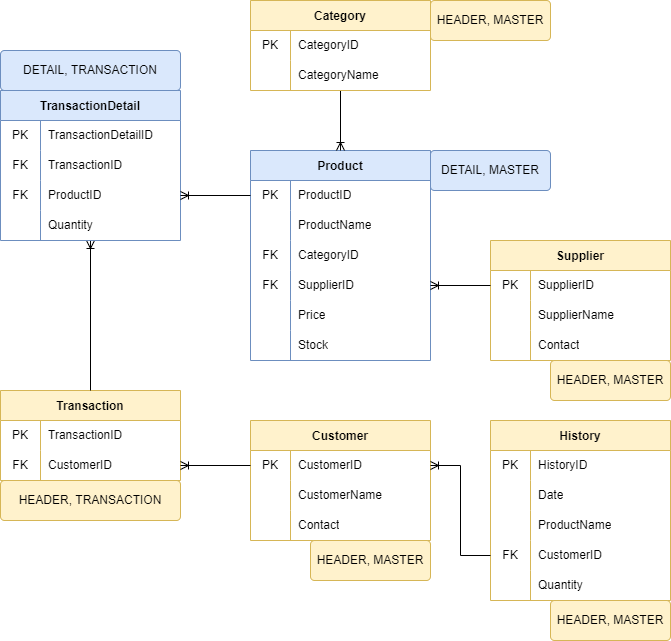 Category
HEADER, MASTER
PK CategoryID
CategoryName
DETAIL, TRANSACTION
TransactionDetail
PK TransactionDetailID
FK TransactionID
FK ProductID
Quantity
Product
DETAIL, MASTER
PK ProductID
ProductName
FK CategoryID
FK SupplierID
Price
Stock
Supplier
PK SupplierID
SupplierName
Contact
HEADER, MASTER
Transaction
PK TransactionID
FK CustomerID
HEADER, TRANSACTION
Customer
PK CustomerID
CustomerName
Contact
HEADER, MASTER
History
PK HistoryID
Date
ProductName
FK CustomerID
Quantity
HEADER, MASTER